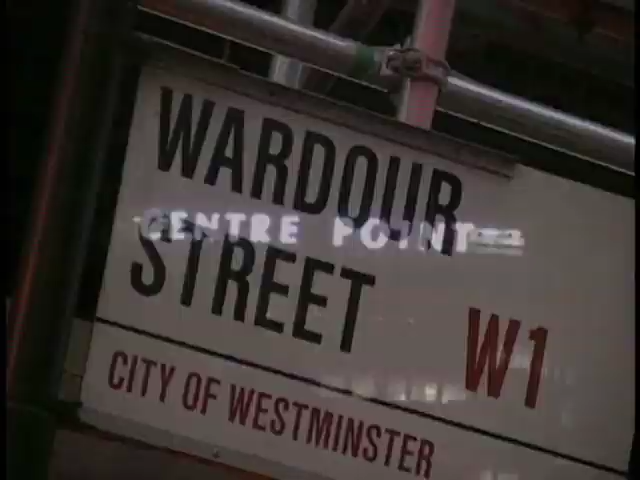 WARDOUR
CENTRE POINT
STREET
W1
CITY OF WESTMINSTER